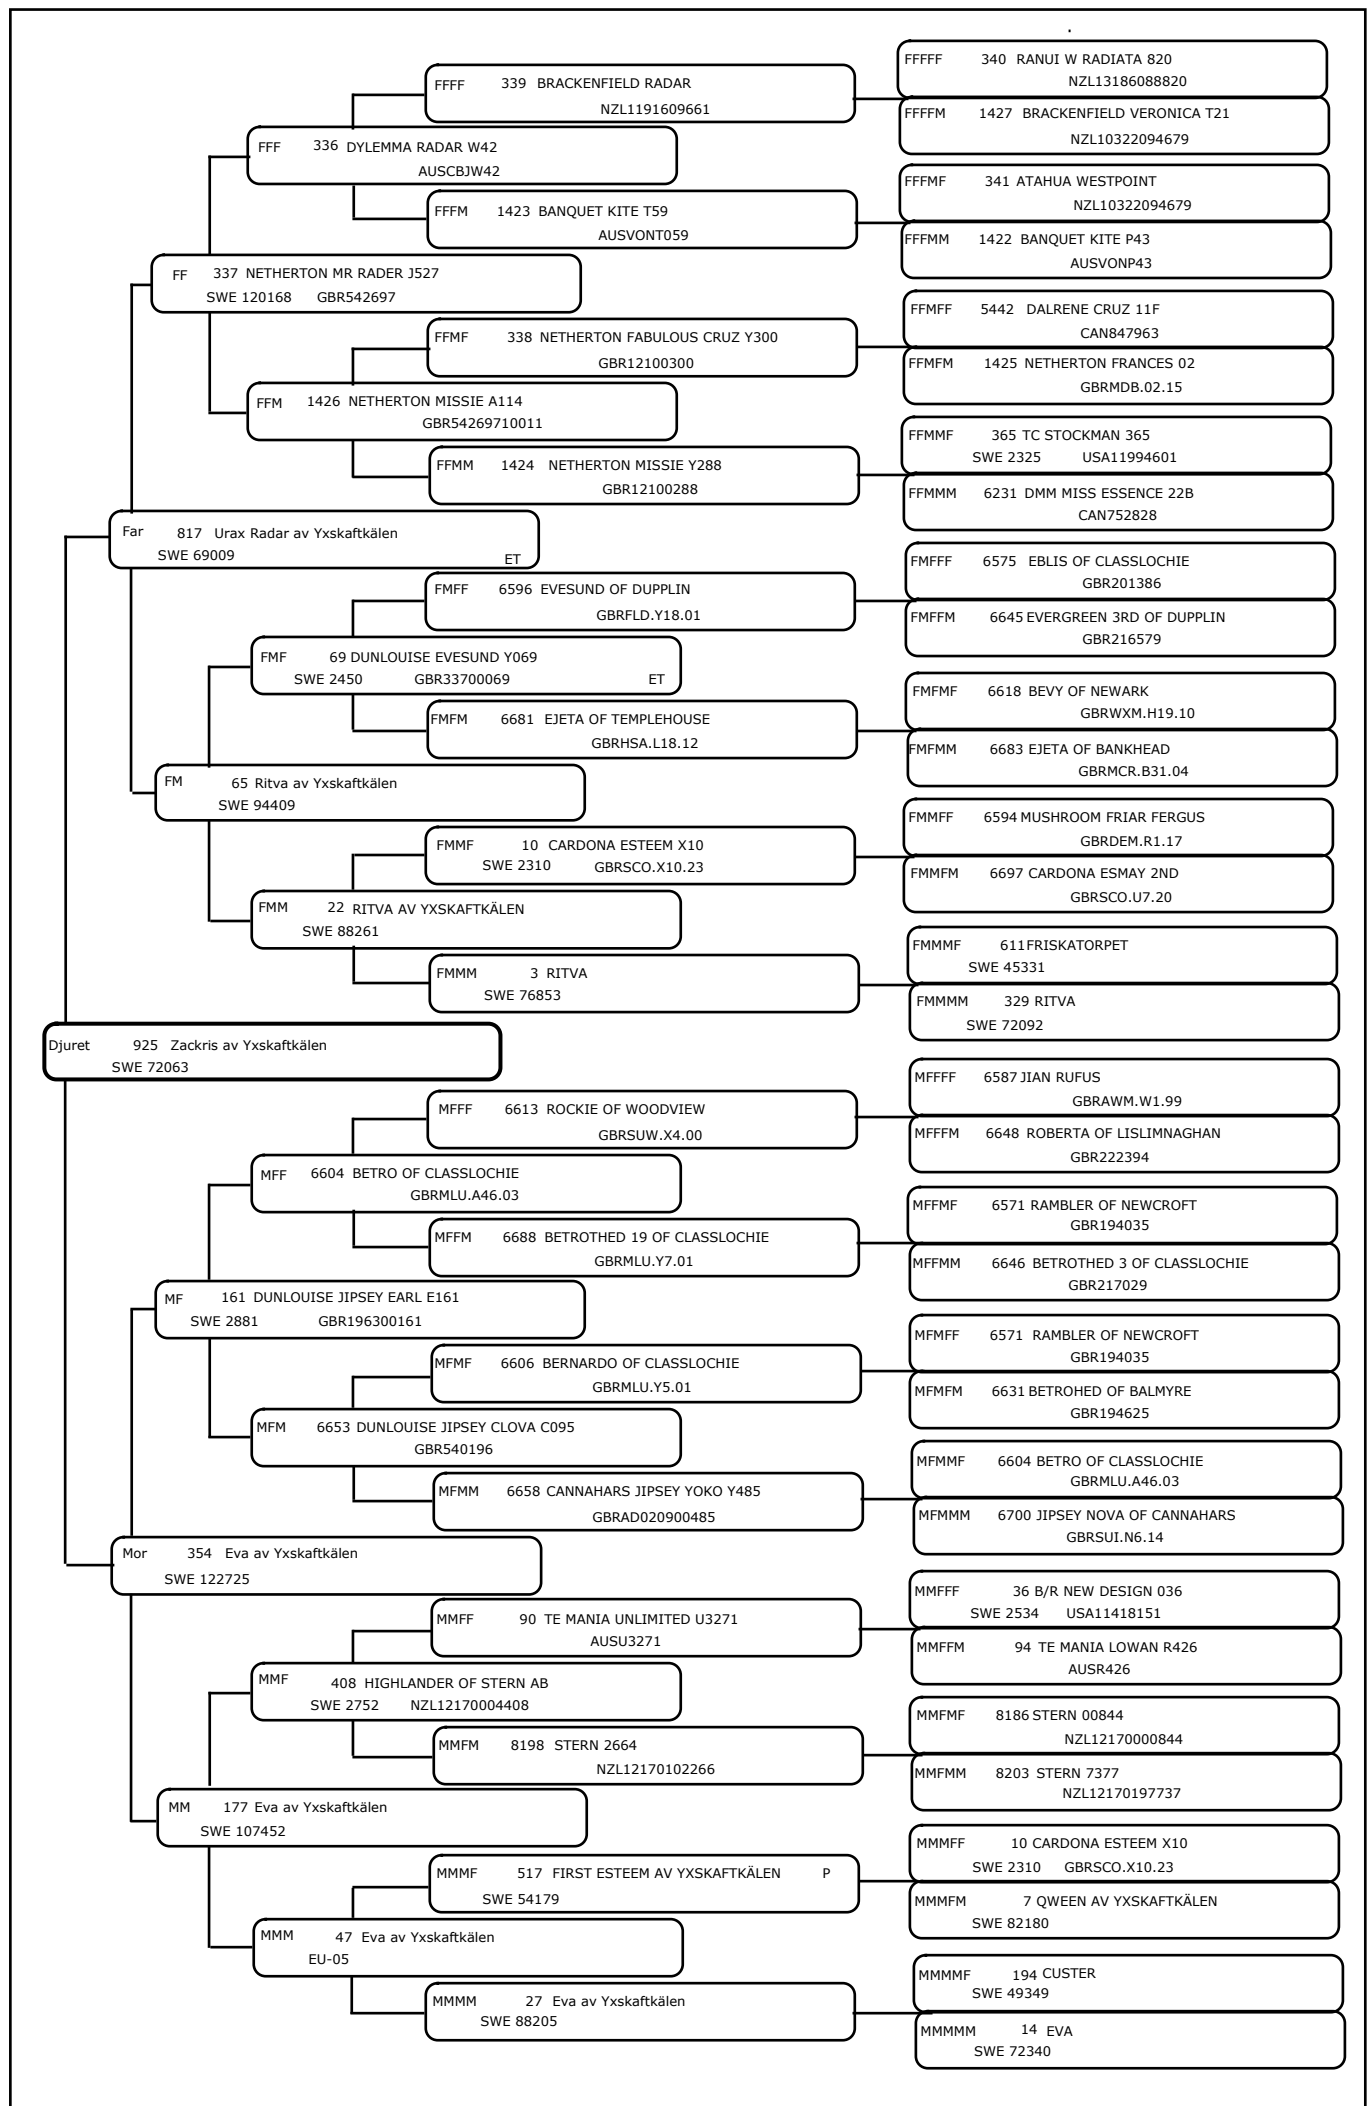 FFFFF 340 RANUI W RADIATA 820
NZL13186088820
FFFF 339 BRACKENFIELD RADAR
NZL1191609661
FFFFM 1427 BRACKENFIELD VERONICA T21
NZL10322094679
FFF 336 DYLEMMA RADAR W42
AUSCBJW42
FFFMF 341 ATAHUA WESTPOINT
NZL10322094679
FFFM 1423 BANQUET KITE T59
AUSVONT059
FFFMM 1422 BANQUET KITE P43
AUSVONP43
FF 337 NETHERTON MR RADER J527
SWE 120168 GBR542697
FFMFF 5442 DALRENE CRUZ 11F
CAN847963
FFMF 338 NETHERTON FABULOUS CRUZ Y300
GBR12100300
FFMFM 1425 NETHERTON FRANCES 02
GBRMDB.02.15
FFM 1426 NETHERTON MISSIE A114
GBR54269710011
FFMMF 365 TC STOCKMAN 365
SWE 2325 USA11994601
FFMM 1424 NETHERTON MISSIE Y288
GBR12100288
FFMMM 6231 DMM MISS ESSENCE 22B
CAN752828
Far 817 Urax Radar av Yxskaftkälen
SWE 69009 ET
FMFFF 6575 EBLIS OF CLASSLOCHIE
GBR201386
FMFF 6596 EVESUND OF DUPPLIN
GBRFLD.Y18.01
FMFFM 6645 EVERGREEN 3RD OF DUPPLIN
GBR216579
FMF 69 DUNLOUISE EVESUND Y069
SWE 2450 GBR33700069 ET
FMFMF 6618 BEVY OF NEWARK
GBRWXM.H19.10
FMFM 6681 EJETA OF TEMPLEHOUSE
GBRHSA.L18.12
FMFMM 6683 EJETA OF BANKHEAD
GBRMCR.B31.04
FM 65 Ritva av Yxskaftkälen
SWE 94409
FMMFF 6594 MUSHROOM FRIAR FERGUS
GBRDEM.R1.17
FMMF 10 CARDONA ESTEEM X10
SWE 2310 GBRSCO.X10.23
FMMFM 6697 CARDONA ESMAY 2ND
GBRSCO.U7.20
FMM 22 RITVA AV YXSKAFTKÄLEN
SWE 88261
FMMMF 611 FRISKATORPET
SWE 45331
FMMM 3 RITVA
SWE 76853
FMMMM 329 RITVA
SWE 72092
Djuret 925 Zackris av Yxskaftkälen
SWE 72063
MFFFF 6587 JIAN RUFUS
GBRAWM.W1.99
MFFF 6613 ROCKIE OF WOODVIEW
GBRSUW.X4.00
MFFFM 6648 ROBERTA OF LISLIMNAGHAN
GBR222394
MFF 6604 BETRO OF CLASSLOCHIE
GBRMLU.A46.03
MFFMF 6571 RAMBLER OF NEWCROFT
GBR194035
MFFM 6688 BETROTHED 19 OF CLASSLOCHIE
GBRMLU.Y7.01
MFFMM 6646 BETROTHED 3 OF CLASSLOCHIE
GBR217029
MF 161 DUNLOUISE JIPSEY EARL E161
SWE 2881 GBR196300161
MFMFF 6571 RAMBLER OF NEWCROFT
GBR194035
MFMF 6606 BERNARDO OF CLASSLOCHIE
GBRMLU.Y5.01
MFMFM 6631 BETROHED OF BALMYRE
GBR194625
MFM 6653 DUNLOUISE JIPSEY CLOVA C095
GBR540196
MFMMF 6604 BETRO OF CLASSLOCHIE
GBRMLU.A46.03
MFMM 6658 CANNAHARS JIPSEY YOKO Y485
GBRAD020900485
MFMMM 6700 JIPSEY NOVA OF CANNAHARS
GBRSUI.N6.14
Mor 354 Eva av Yxskaftkälen
SWE 122725
MMFFF 36 B/R NEW DESIGN 036
SWE 2534 USA11418151
MMFF 90 TE MANIA UNLIMITED U3271
AUSU3271
MMFFM 94 TE MANIA LOWAN R426
AUSR426
MMF 408 HIGHLANDER OF STERN AB
SWE 2752 NZL12170004408
MMFMF 8186 STERN 00844
NZL12170000844
MMFM 8198 STERN 2664
NZL12170102266
MMFMM 8203 STERN 7377
NZL12170197737
MM 177 Eva av Yxskaftkälen
SWE 107452
MMMFF 10 CARDONA ESTEEM X10
SWE 2310 GBRSCO.X10.23
MMMF 517 FIRST ESTEEM AV YXSKAFTKÄLEN P
SWE 54179
MMMFM 7 QWEEN AV YXSKAFTKÄLEN
SWE 82180
MMM 47 Eva av Yxskaftkälen
EU-05
MMMMF 194 CUSTER
SWE 49349
MMMM 27 Eva av Yxskaftkälen
SWE 88205
MMMMM 14 EVA
SWE 72340